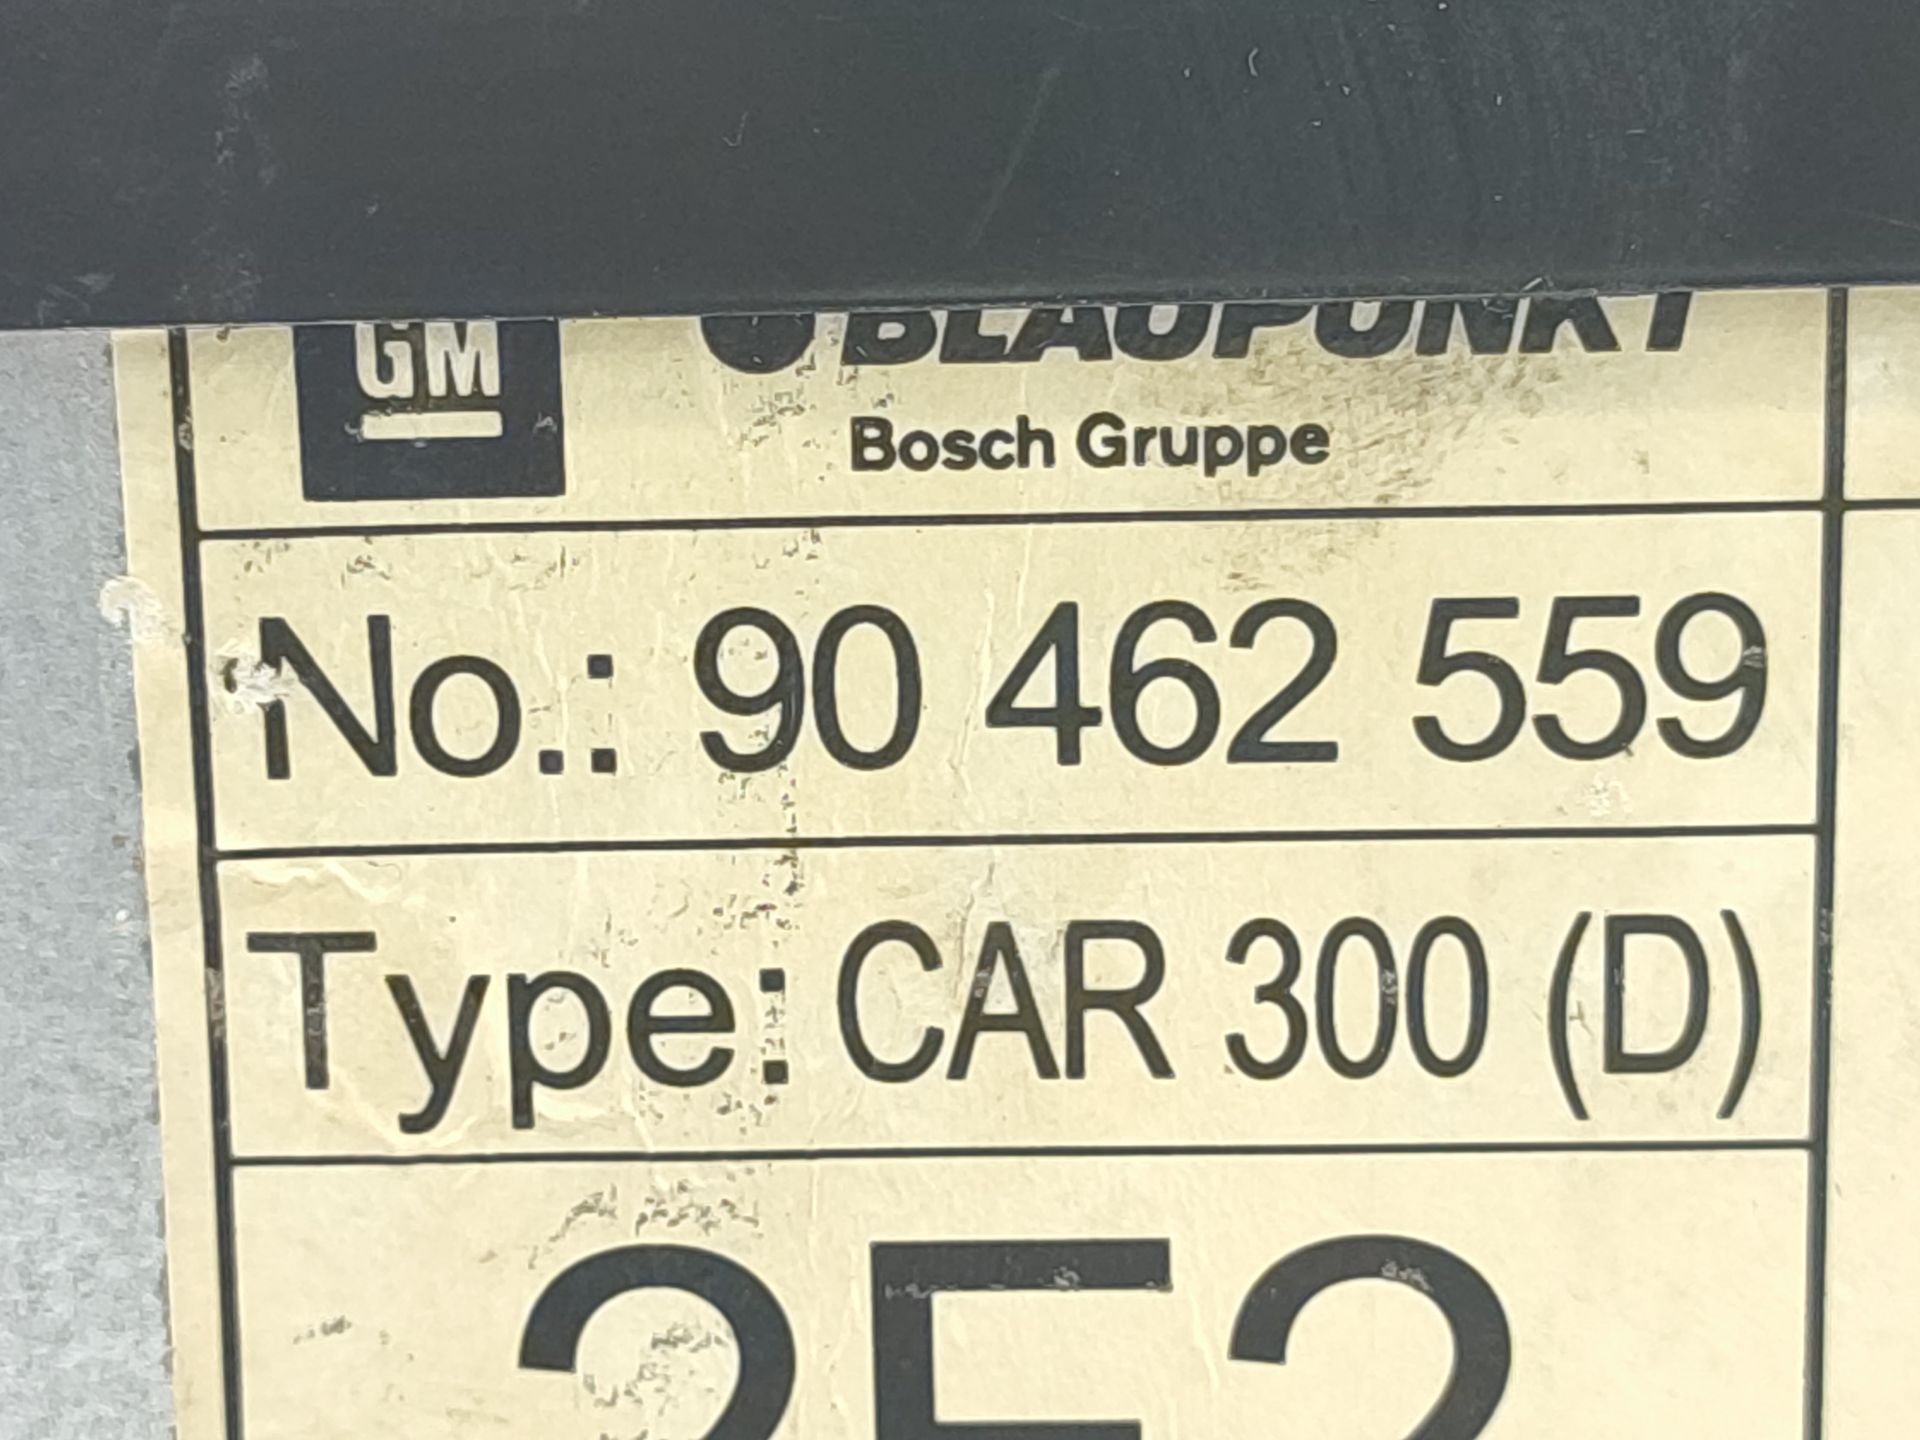 GM BLAUPUNKT
Bosch Gruppe
No.: 90 462 559
Type: CAR 300 (D)